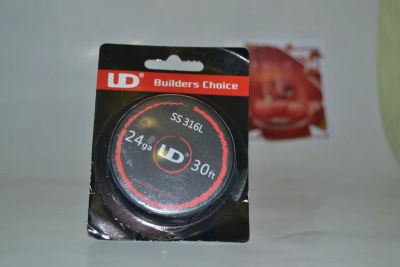 UD® Builders Choice
SS 316L
24ga UD 30ft